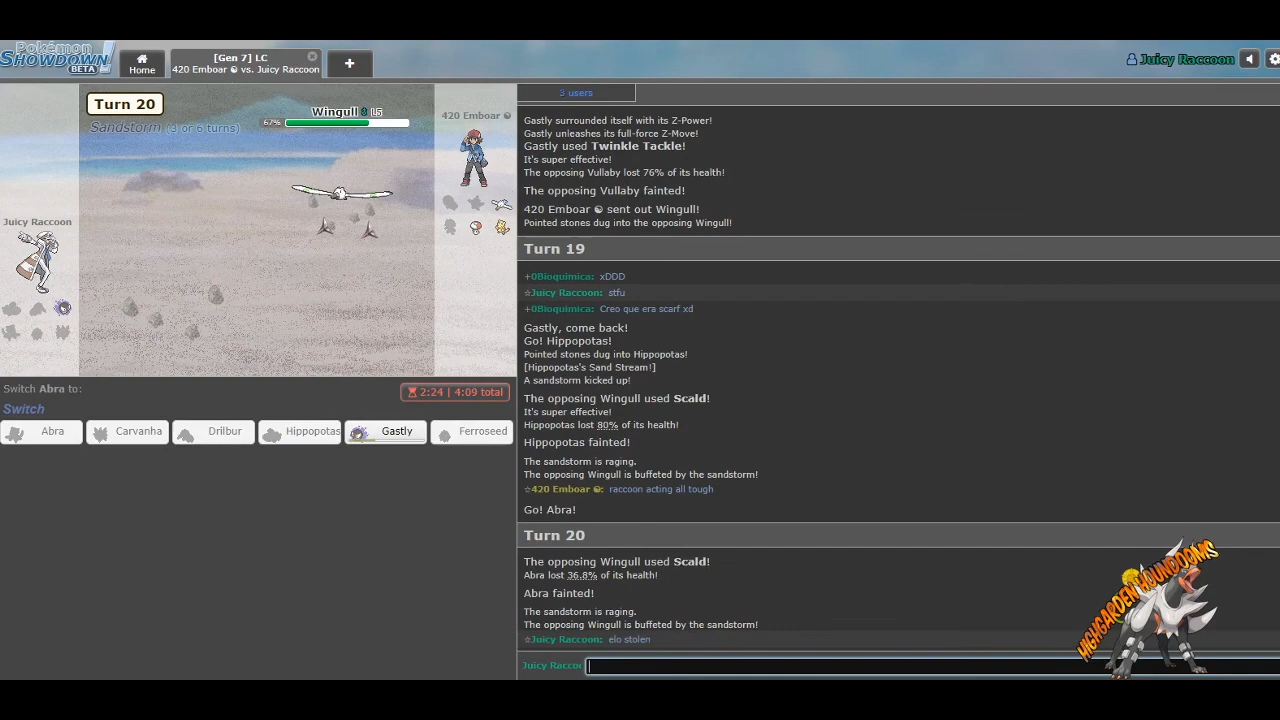 Pokémon
SHOWDOWN!
BETA
Home
[Gen 7] LC
420 Emboar ☯ vs. Juicy Raccoon
+
Juicy Raccoon
Turn 20
Sandstorm (3 or 6 turns)
Wingull L5
67%
420 Emboar ☯
Juicy Raccoon
Switch Abra to:
2:24 | 4:09 total
Switch
Abra
Carvanha
Drilbur
Hippopotas
Gastly
Ferroseed
3 users
Gastly surrounded itself with its Z-Power!
Gastly unleashes its full-force Z-Move!
Gastly used Twinkle Tackle!
It's super effective!
The opposing Vullaby lost 76% of its health!
The opposing Vullaby fainted!
420 Emboar ☯ sent out Wingull!
Pointed stones dug into the opposing Wingull!
Turn 19
+0Bioquimica: xDDD
☆Juicy Raccoon: stfu
+0Bioquimica: Creo que era scarf xd
Gastly, come back!
Go! Hippopotas!
Pointed stones dug into Hippopotas!
[Hippopotas's Sand Stream!]
A sandstorm kicked up!
The opposing Wingull used Scald!
It's super effective!
Hippopotas lost 80% of its health!
Hippopotas fainted!
The sandstorm is raging.
The opposing Wingull is buffeted by the sandstorm!
☆420 Emboar ☯: raccoon acting all tough
Go! Abra!
Turn 20
The opposing Wingull used Scald!
Abra lost 36.8% of its health!
Abra fainted!
The sandstorm is raging.
The opposing Wingull is buffeted by the sandstorm!
☆Juicy Raccoon: elo stolen
Juicy Raccoo
HIGHGARDEN HOUNDOOMS